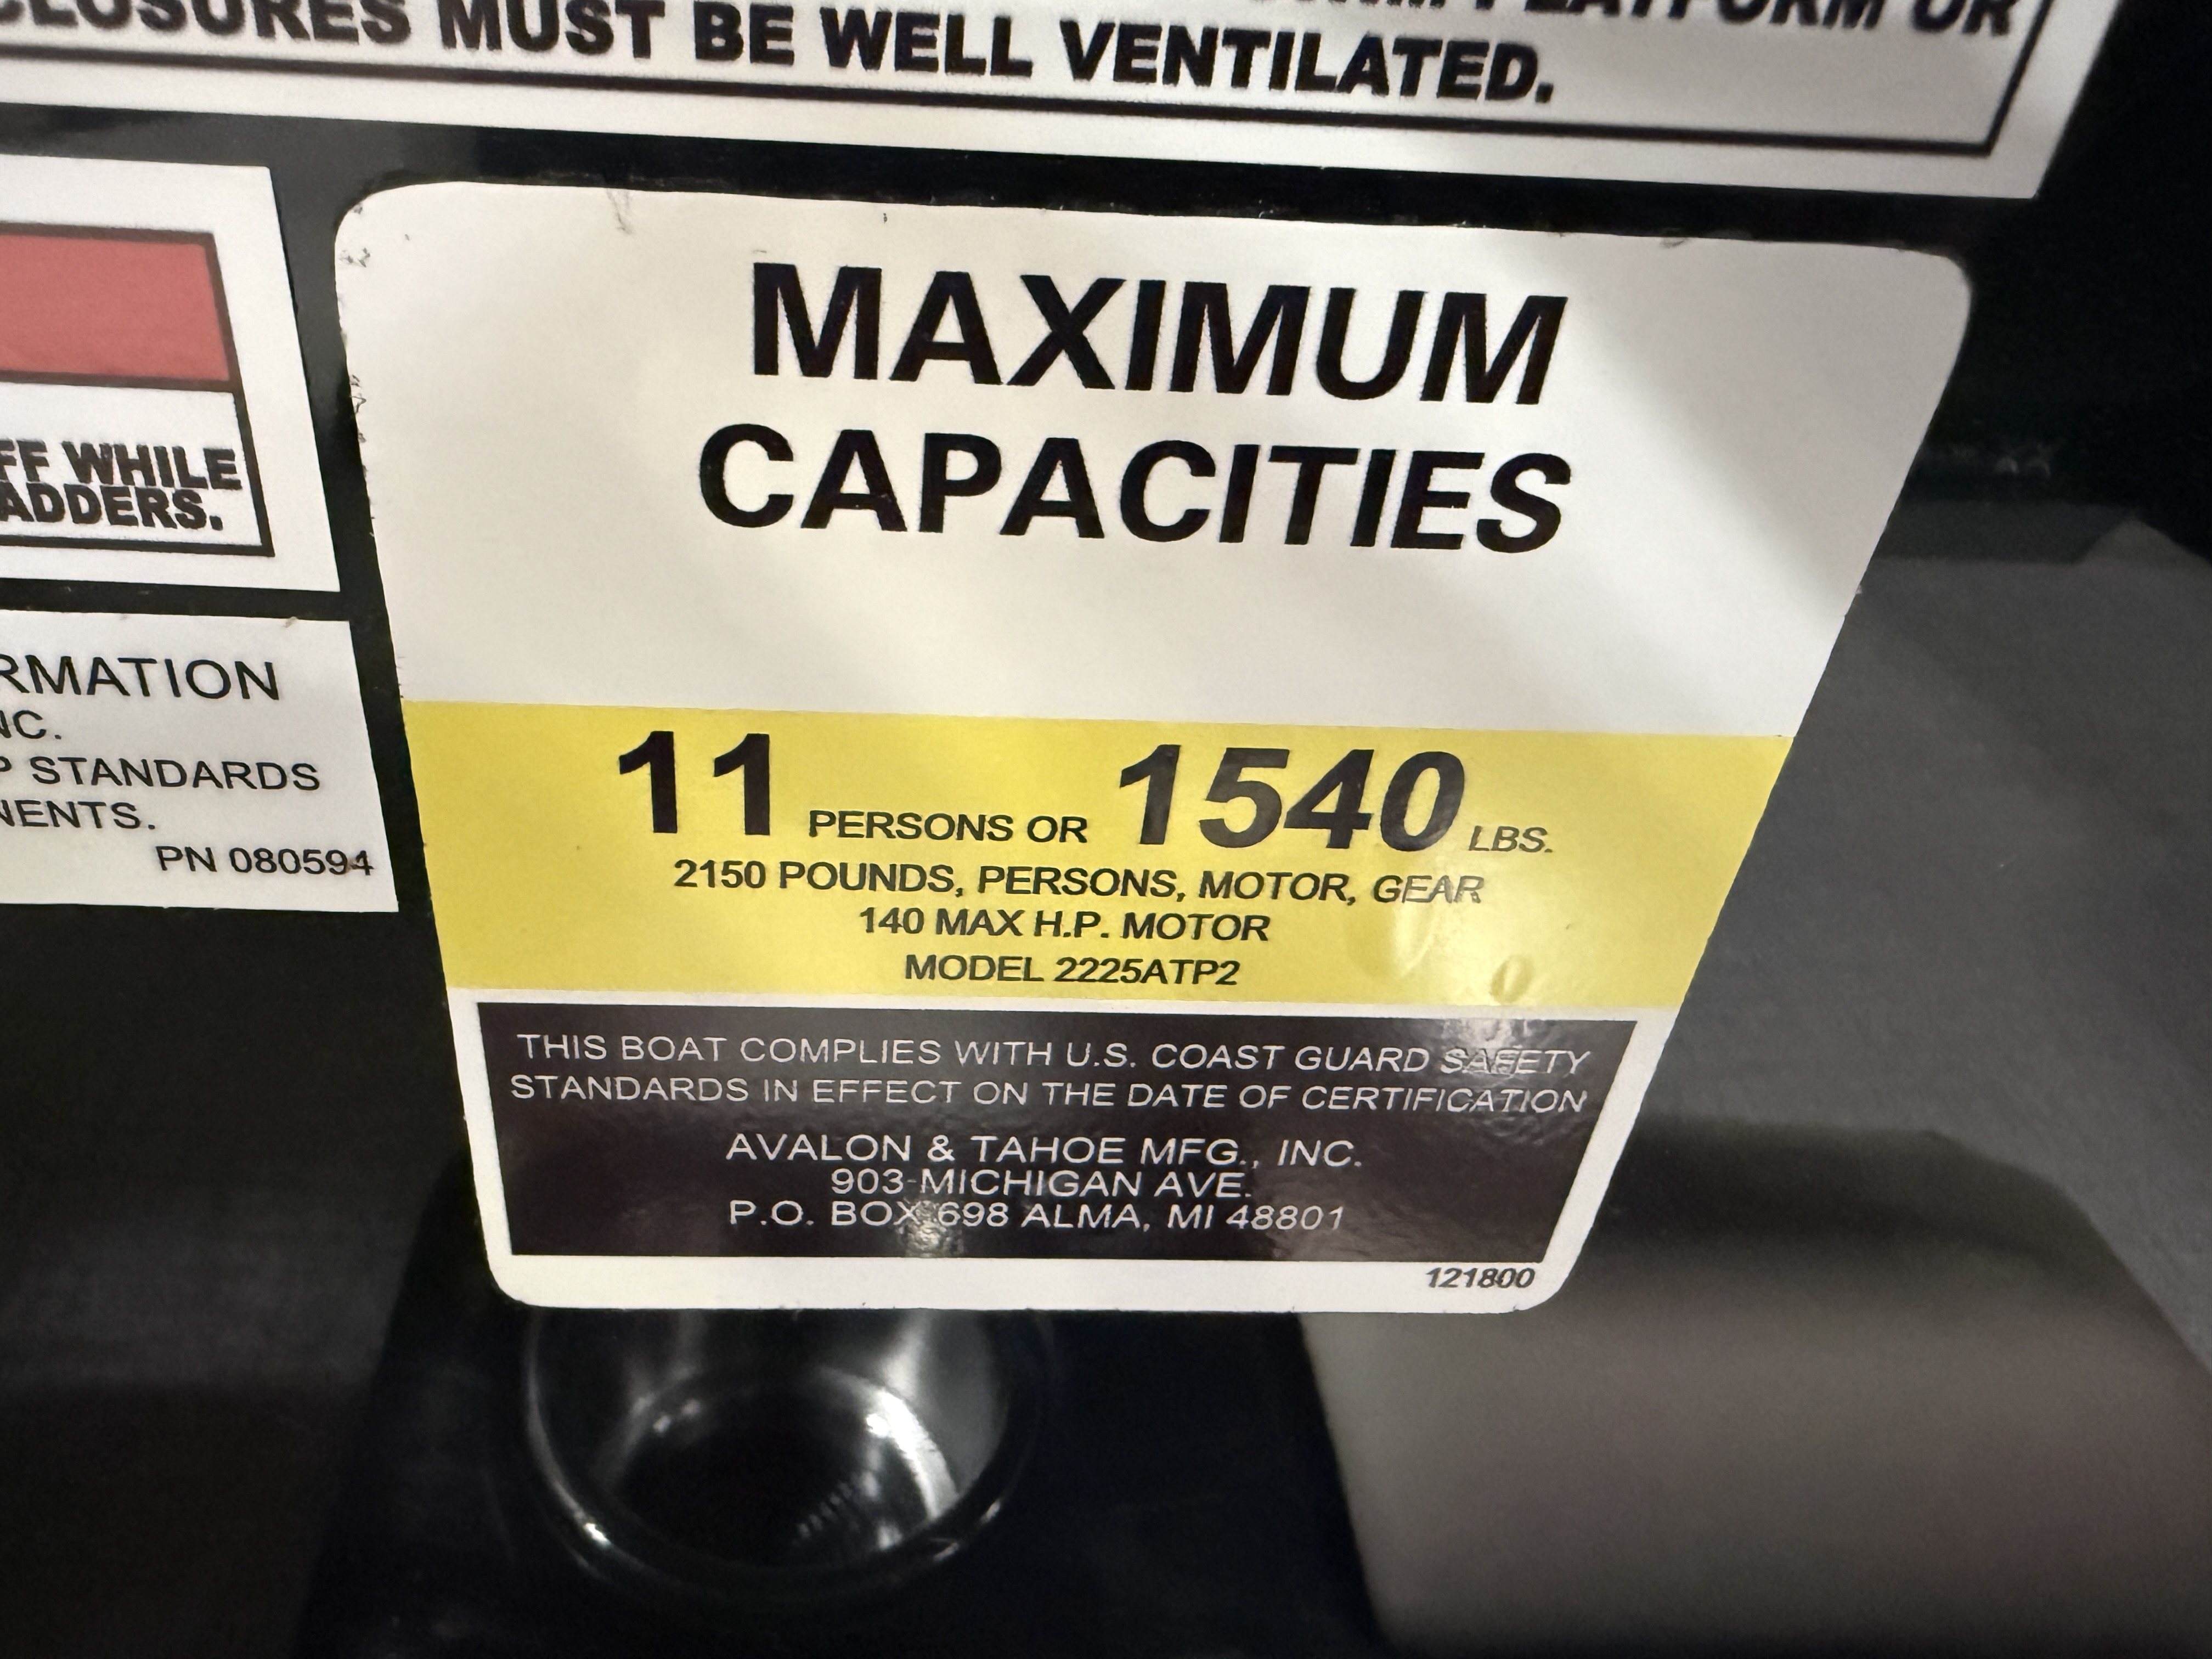 CLOSURES MUST BE WELL VENTILATED.
PLATFORM OR
MAXIMUM
CAPACITIES
11 PERSONS OR 1540 LBS.
2150 POUNDS, PERSONS, MOTOR, GEAR
140 MAX H.P. MOTOR
MODEL 2225ATP2
THIS BOAT COMPLIES WITH U.S. COAST GUARD SAFETY
STANDARDS IN EFFECT ON THE DATE OF CERTIFICATION
AVALON & TAHOE MFG., INC.
903 MICHIGAN AVE.
P.O. BOX 698 ALMA, MI 48801
121800
FF WHILE
ADDERS.
RMATION
NC.
P STANDARDS
NENTS.
PN 080594